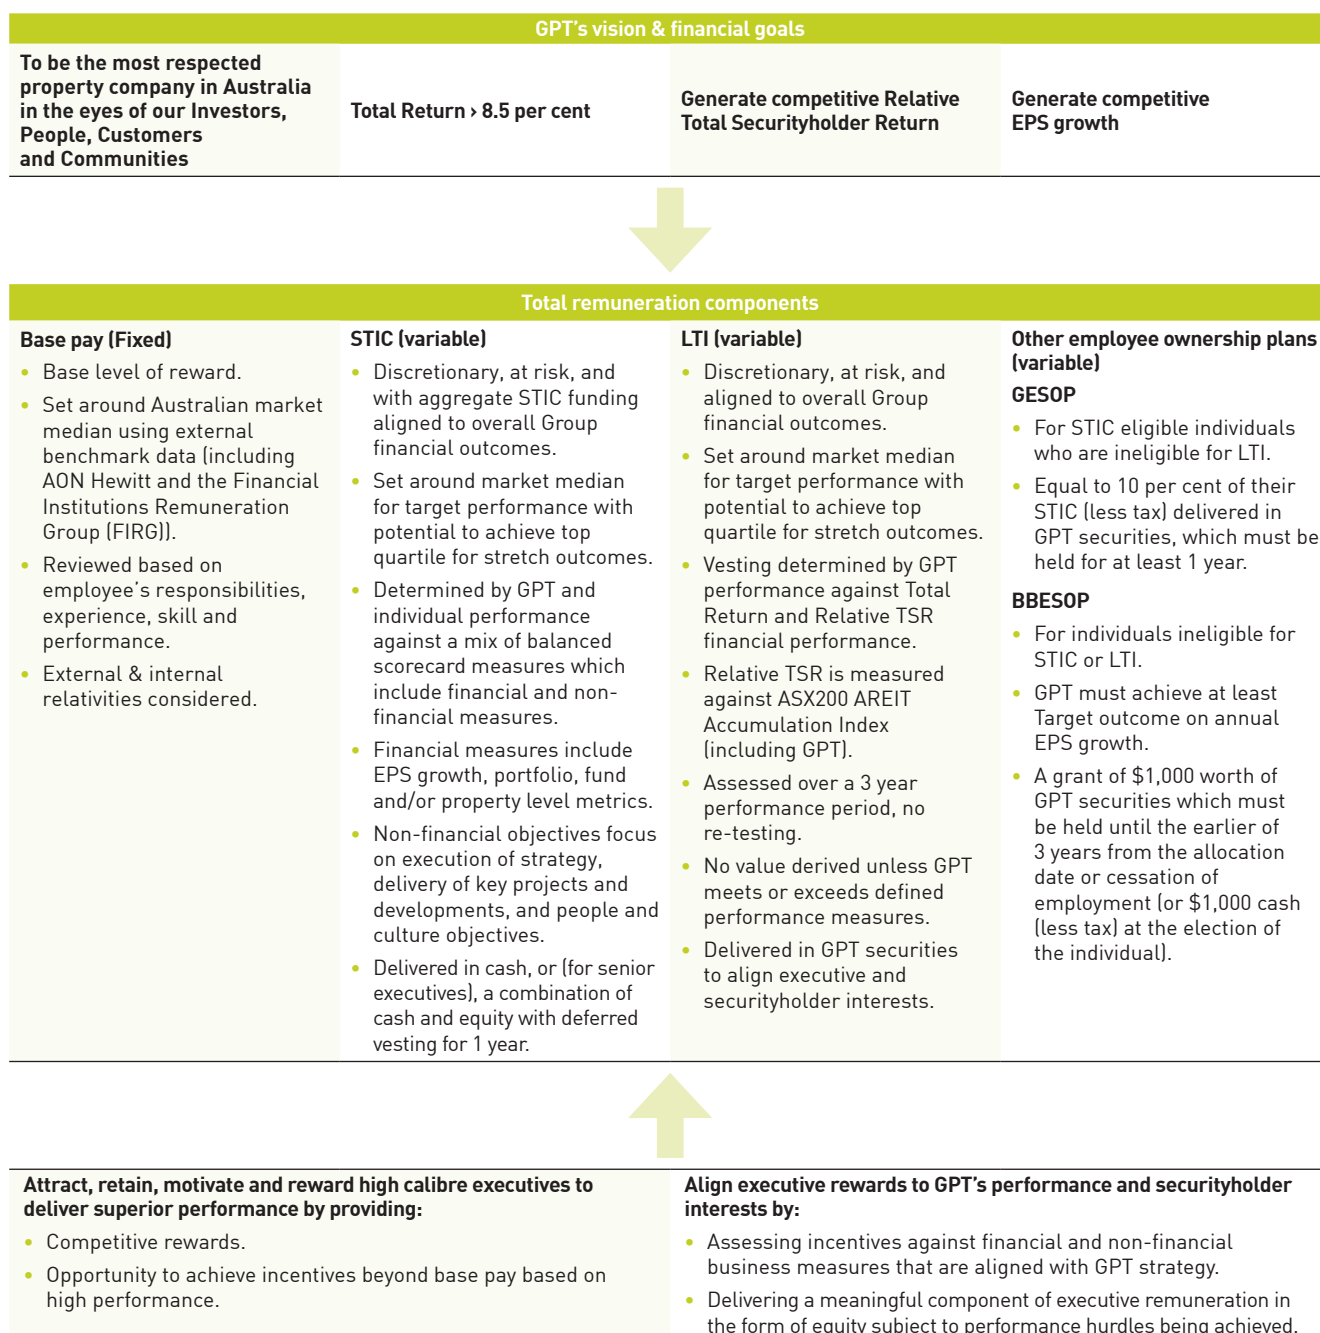 GPT's vision & financial goals
To be the most respected
property company in Australia
in the eyes of our Investors,
People, Customers
and Communities
Total Return › 8.5 per cent
Generate competitive Relative
Total Securityholder Return
Generate competitive
EPS growth
Total remuneration components
Base pay (Fixed)
• Base level of reward.
• Set around Australian market
median using external
benchmark data (including
AON Hewitt and the Financial
Institutions Remuneration
Group (FIRG)).
• Reviewed based on
employee's responsibilities,
experience, skill and
performance.
• External & internal
relativities considered.
STIC (variable)
• Discretionary, at risk, and
with aggregate STIC funding
aligned to overall Group
financial outcomes.
• Set around market median
for target performance with
potential to achieve top
quartile for stretch outcomes.
• Determined by GPT and
individual performance
against a mix of balanced
scorecard measures which
include financial and non-
financial measures.
• Financial measures include
EPS growth, portfolio, fund
and/or property level metrics.
• Non-financial objectives focus
on execution of strategy,
delivery of key projects and
developments, and people and
culture objectives.
• Delivered in cash, or (for senior
executives), a combination of
cash and equity with deferred
vesting for 1 year.
LTI (variable)
• Discretionary, at risk, and
aligned to overall Group
financial outcomes.
• Set around market median
for target performance with
potential to achieve top
quartile for stretch outcomes.
• Vesting determined by GPT
performance against Total
Return and Relative TSR
financial performance.
• Relative TSR is measured
against ASX200 AREIT
Accumulation Index
(including GPT).
• Assessed over a 3 year
performance period, no
re-testing.
• No value derived unless GPT
meets or exceeds defined
performance measures.
• Delivered in GPT securities
to align executive and
securityholder interests.
Other employee ownership plans
(variable)
GESOP
• For STIC eligible individuals
who are ineligible for LTI.
• Equal to 10 per cent of their
STIC (less tax) delivered in
GPT securities, which must be
held for at least 1 year.
BBESOP
• For individuals ineligible for
STIC or LTI.
• GPT must achieve at least
Target outcome on annual
EPS growth.
• A grant of $1,000 worth of
GPT securities which must
be held until the earlier of
3 years from the allocation
date or cessation of
employment (or $1,000 cash
(less tax) at the election of
the individual).
Attract, retain, motivate and reward high calibre executives to
deliver superior performance by providing:
• Competitive rewards.
• Opportunity to achieve incentives beyond base pay based on
high performance.
Align executive rewards to GPT's performance and securityholder
interests by:
• Assessing incentives against financial and non-financial
business measures that are aligned with GPT strategy.
• Delivering a meaningful component of executive remuneration in
the form of equity subject to performance hurdles being achieved.